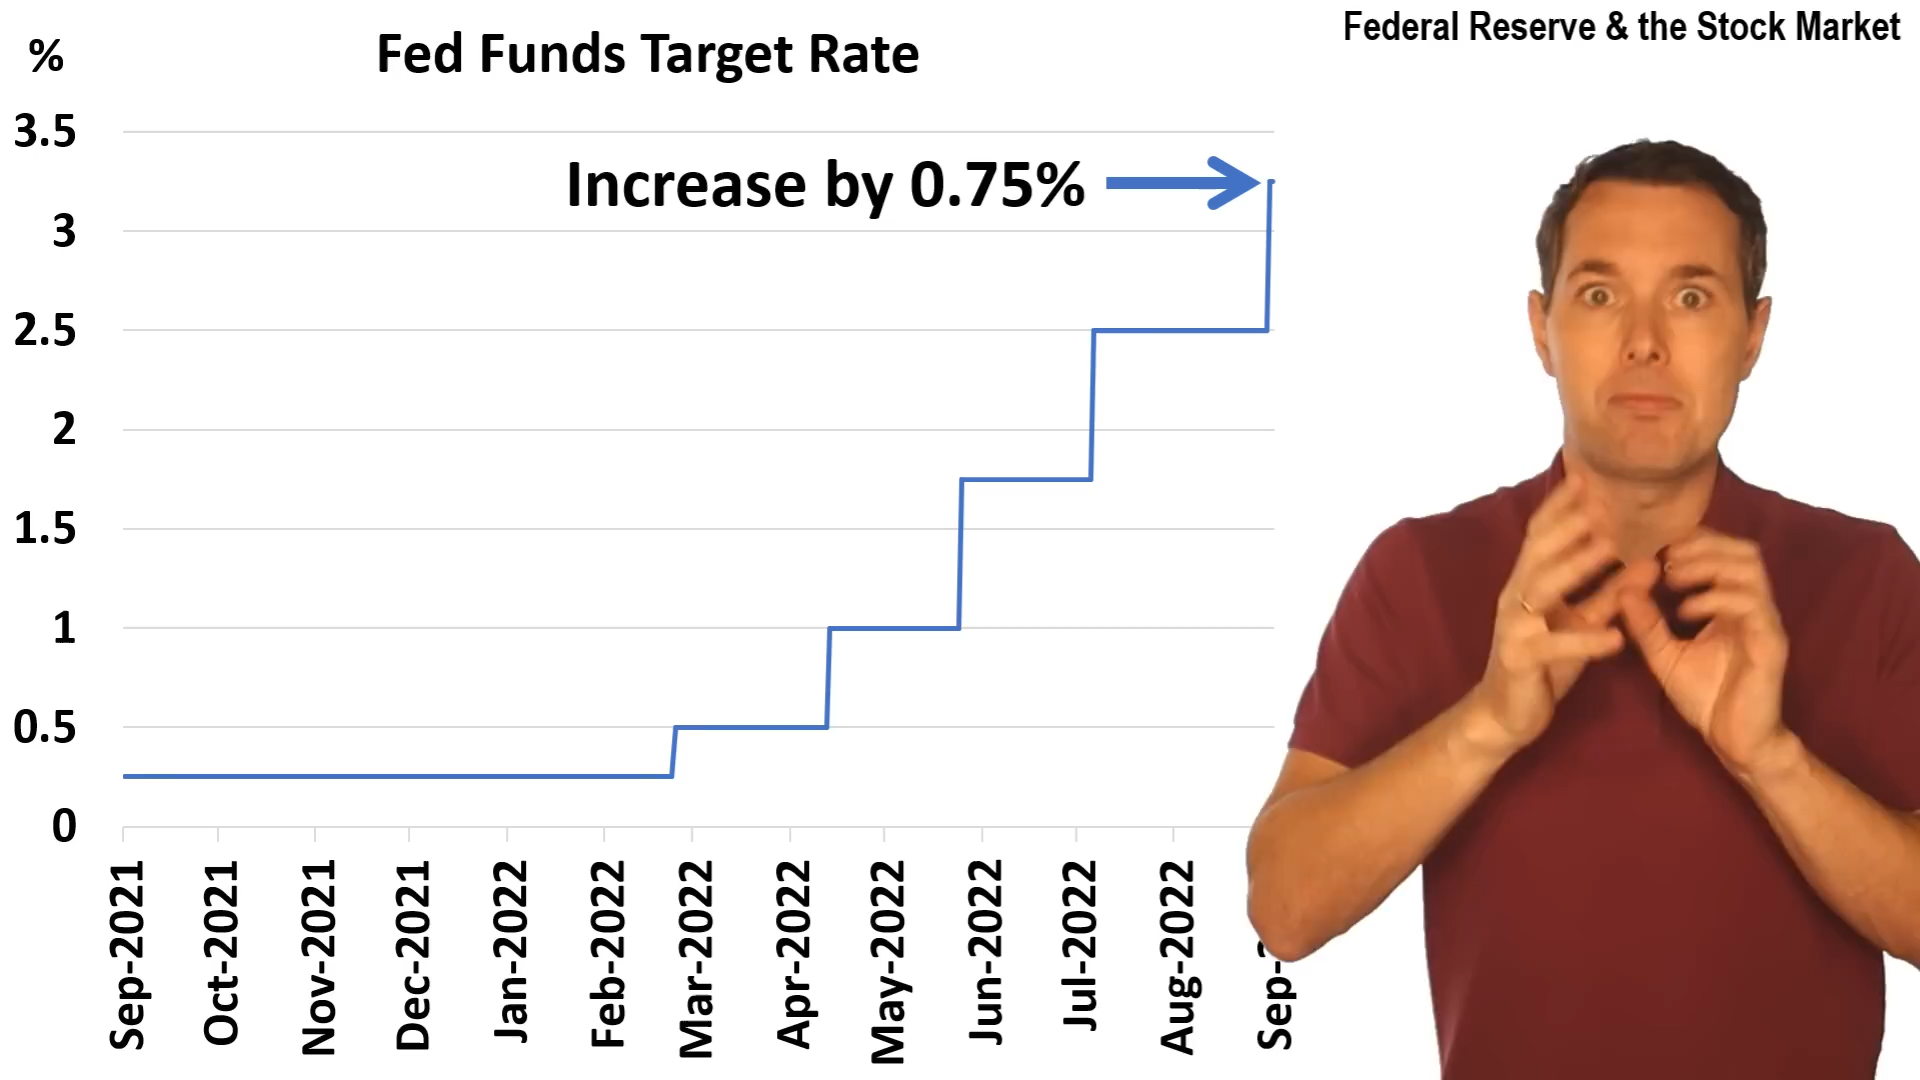 Federal Reserve & the Stock Market
%
Fed Funds Target Rate
3.5
Increase by 0.75%
3
2.5
2
1.5
1
0.5
0
Sep-2021
Oct-2021
Nov-2021
Dec-2021
Jan-2022
Feb-2022
Mar-2022
Apr-2022
May-2022
Jun-2022
Jul-2022
Aug-2022
Sep-